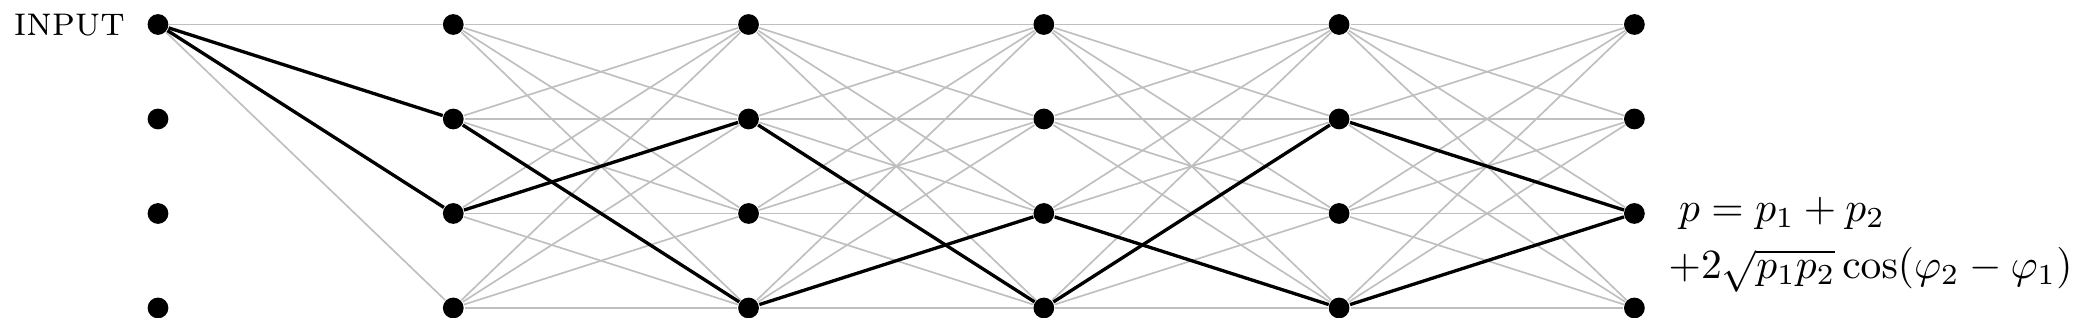 INPUT
p = p₁ + p₂
+2√p₁p₂ cos(φ₂ − φ₁)